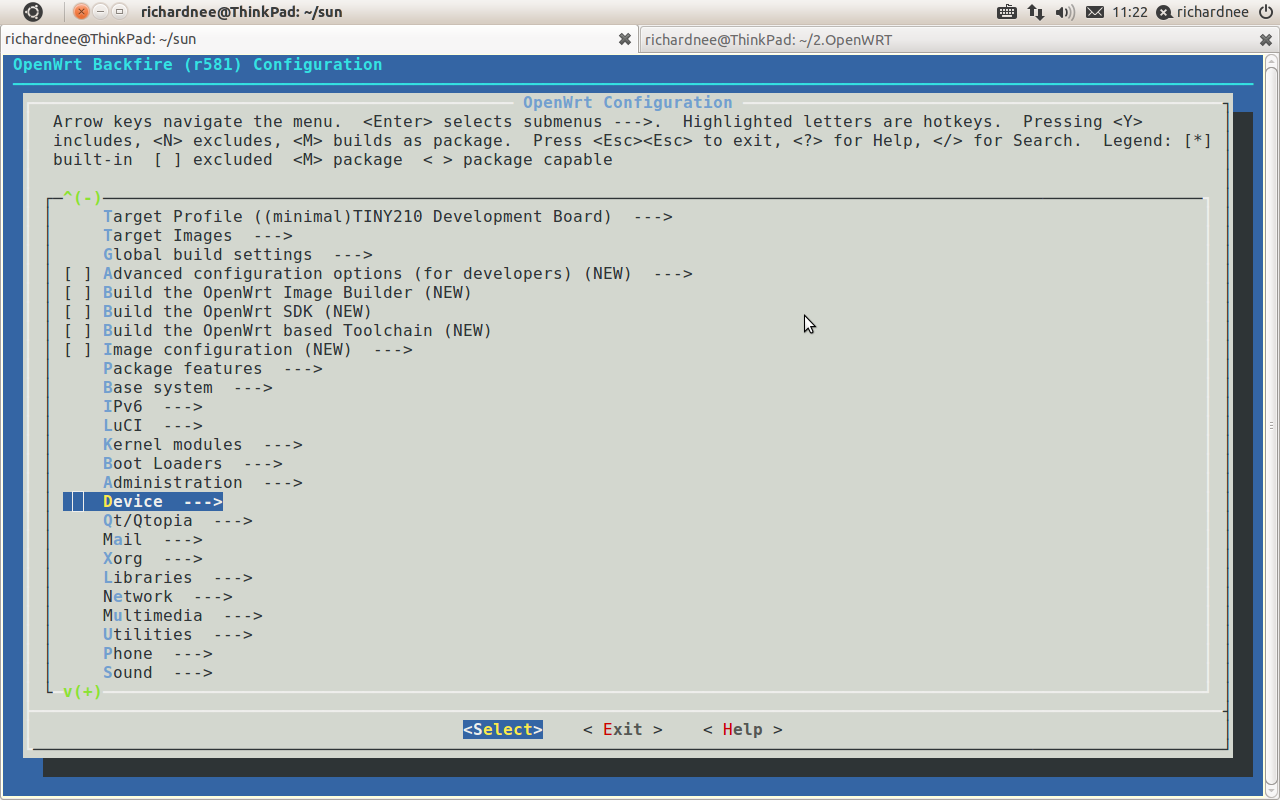 richardnee@ThinkPad: ~/sun
11:22 richardnee
richardnee@ThinkPad: ~/sun
richardnee@ThinkPad: ~/2.OpenWRT
OpenWrt Backfire (r581) Configuration
OpenWrt Configuration
Arrow keys navigate the menu.  <Enter> selects submenus --->.  Highlighted letters are hotkeys.  Pressing <Y>
includes, <N> excludes, <M> builds as package.  Press <Esc><Esc> to exit, <?> for Help, </> for Search.  Legend: [*]
built-in  [ ] excluded  <M> package  < > package capable
^(-)
Target Profile ((minimal)TINY210 Development Board)  --->
Target Images  --->
Global build settings  --->
[ ] Advanced configuration options (for developers) (NEW)  --->
[ ] Build the OpenWrt Image Builder (NEW)
[ ] Build the OpenWrt SDK (NEW)
[ ] Build the OpenWrt based Toolchain (NEW)
[ ] Image configuration (NEW)  --->
Package features  --->
Base system  --->
IPv6  --->
LuCI  --->
Kernel modules  --->
Boot Loaders  --->
Administration  --->
Device  --->
Qt/Qtopia  --->
Mail  --->
Xorg  --->
Libraries  --->
Network  --->
Multimedia  --->
Utilities  --->
Phone  --->
Sound  --->
v(+)
<Select>    < Exit >    < Help >